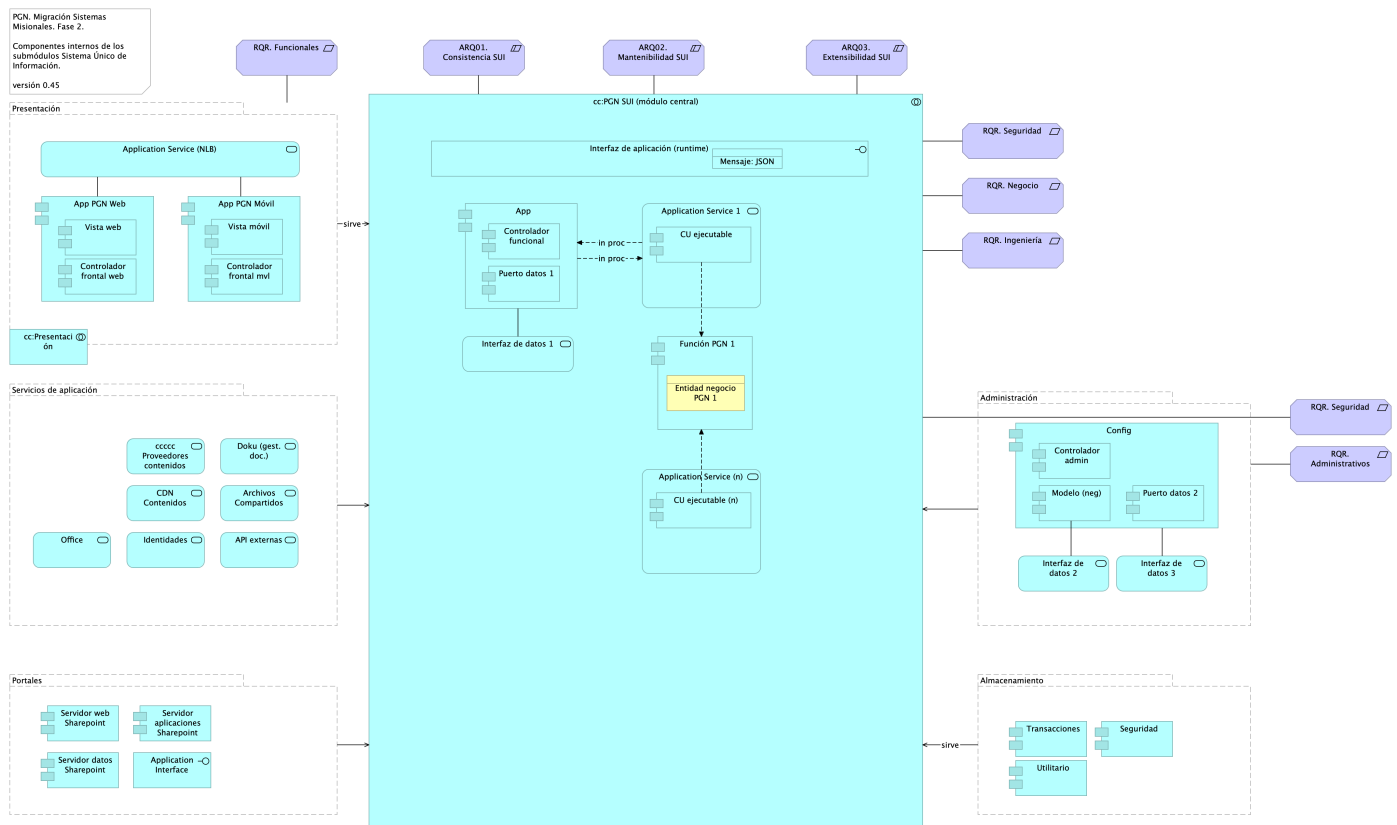 PGN. Migración Sistemas
Misionales. Fase 2.
Componentes internos de los
submódulos Sistema Único de
Información.
versión 0.45
RQR. Funcionales
ARQ01.
Consistencia SUI
ARQ02.
Mantenibilidad SUI
ARQ03.
Extensibilidad SUI
Presentación
Application Service (NLB)
App PGN Web
Vista web
Controlador
frontal web
App PGN Móvil
Vista móvil
Controlador
frontal mvl
cc:Presentaci
ón
sirve
cc:PGN SUI (módulo central)
Interfaz de aplicación (runtime)
Mensaje: JSON
App
Controlador
funcional
Puerto datos 1
Interfaz de datos 1
in proc
in proc
Application Service 1
CU ejecutable
Función PGN 1
Entidad negocio
PGN 1
Application Service (n)
CU ejecutable (n)
RQR. Seguridad
RQR. Negocio
RQR. Ingeniería
Servicios de aplicación
ccccc
Proveedores
contenidos
Doku (gest.
doc.)
CDN
Contenidos
Archivos
Compartidos
Office
Identidades
API externas
Administración
Config
Controlador
admin
Modelo (neg)
Puerto datos 2
Interfaz de
datos 2
Interfaz de
datos 3
RQR. Seguridad
RQR.
Administrativos
Portales
Servidor web
Sharepoint
Servidor
aplicaciones
Sharepoint
Servidor datos
Sharepoint
Application
Interface
sirve
Almacenamiento
Transacciones
Seguridad
Utilitario